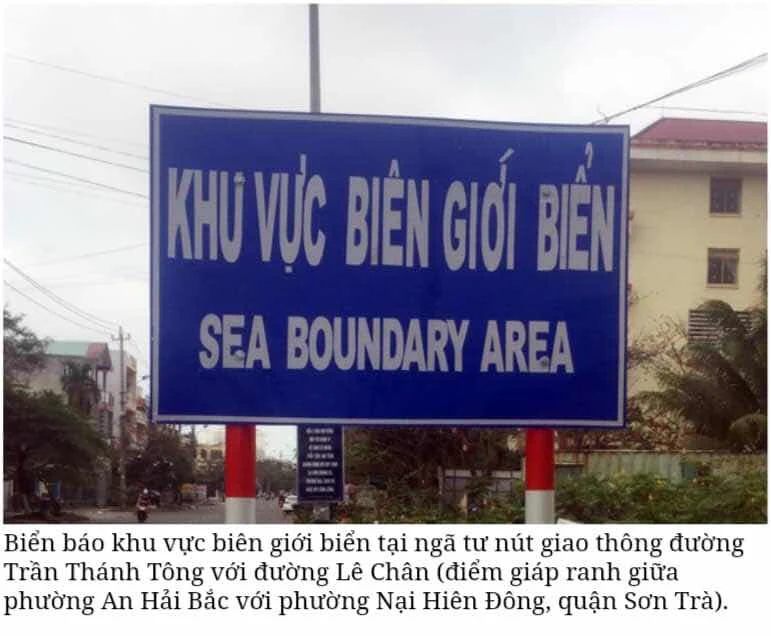 KHU VỰC BIÊN GIỚI BIỂN
SEA BOUNDARY AREA
Biển báo khu vực biên giới biển tại ngã tư nút giao thông đường
Trần Thánh Tông với đường Lê Chân (điểm giáp ranh giữa
phường An Hải Bắc với phường Nại Hiên Đông, quận Sơn Trà).